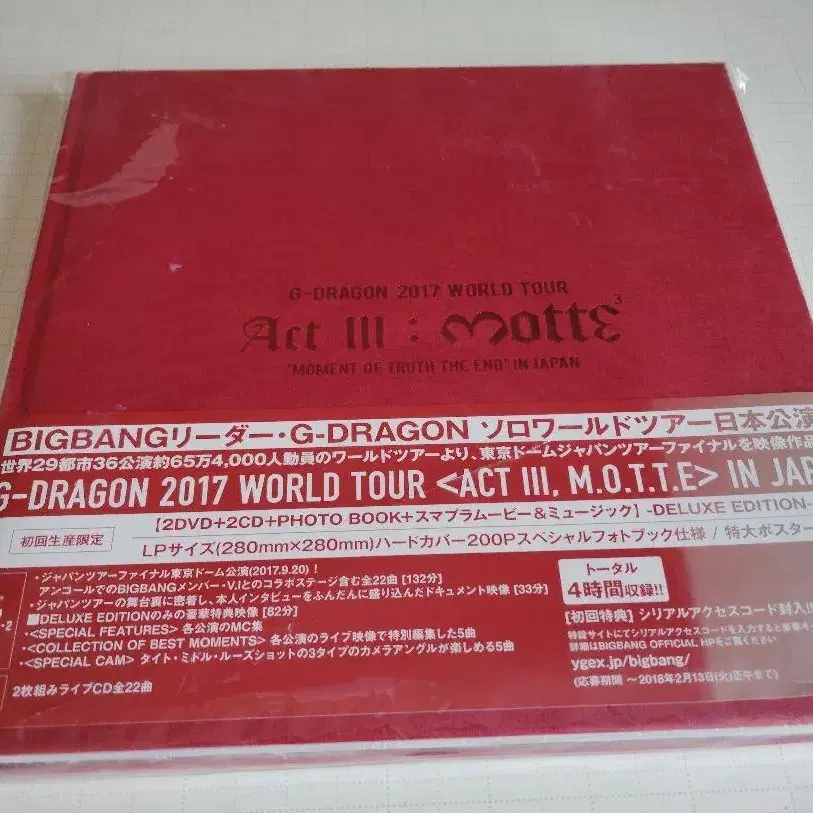 G-DRAGON 2017 WORLD TOUR
Act III : Motte3
"MOMENT OF TRUTH THE END" IN JAPAN
BIGBANGリーダー・G-DRAGON ソロワールドツアー日本公演
世界29都市36公演約65万4,000人動員のワールドツアーより、東京ドームジャパンツアーファイナルを映像作品
G-DRAGON 2017 WORLD TOUR <ACT III, M.O.T.T.E> IN JAP
初回生産限定
【2DVD+2CD+PHOTO BOOK+スマプラムービー&ミュージック】-DELUXE EDITION-
LPサイズ(280mm×280mm)ハードカバー200Pスペシャルフォトブック仕様 / 特大ポスター
・ジャパンツアーファイナル東京ドーム公演(2017.9.20)!
アンコールでのBIGBANGメンバー・V.Iとのコラボステージ含む全22曲 [132分]
・ジャパンツアーの舞台裏に密着し、本人インタビューをふんだんに盛り込んだドキュメント映像 [33分]
■DELUXE EDITIONのみの豪華特典映像 [82分]
・<SPECIAL FEATURES> 各公演のMC集
・<COLLECTION OF BEST MOMENTS> 各公演のライブ映像で特別編集した5曲
・<SPECIAL CAM> タイト・ミドル・ルーズショットの3タイプのカメラアングルが楽しめる5曲
2枚組みライブCD全22曲
トータル
4時間収録!!
[初回特典] シリアルアクセスコード封入!!
特設サイトにてシリアルアクセスコードを入力すると豪華
詳細はBIGBANG OFFICIAL HPをご覧ください
ygex.jp/bigbang/
(応募期間 ~2018年2月13日(火)正午まで)